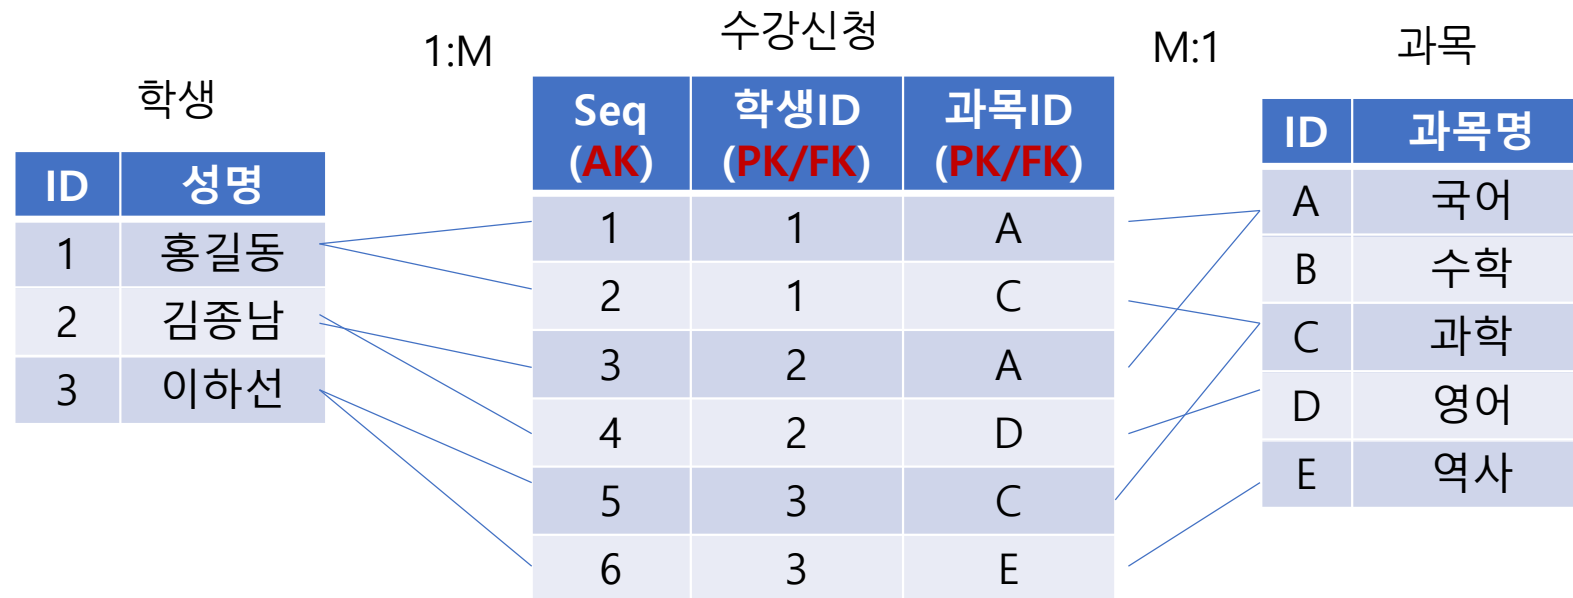 학생
ID 성명
1 홍길동
2 김종남
3 이하선
1:M
수강신청
Seq 학생ID 과목ID
(AK) (PK/FK) (PK/FK)
1 1 A
2 1 C
3 2 A
4 2 D
5 3 C
6 3 E
M:1
과목
ID 과목명
A 국어
B 수학
C 과학
D 영어
E 역사